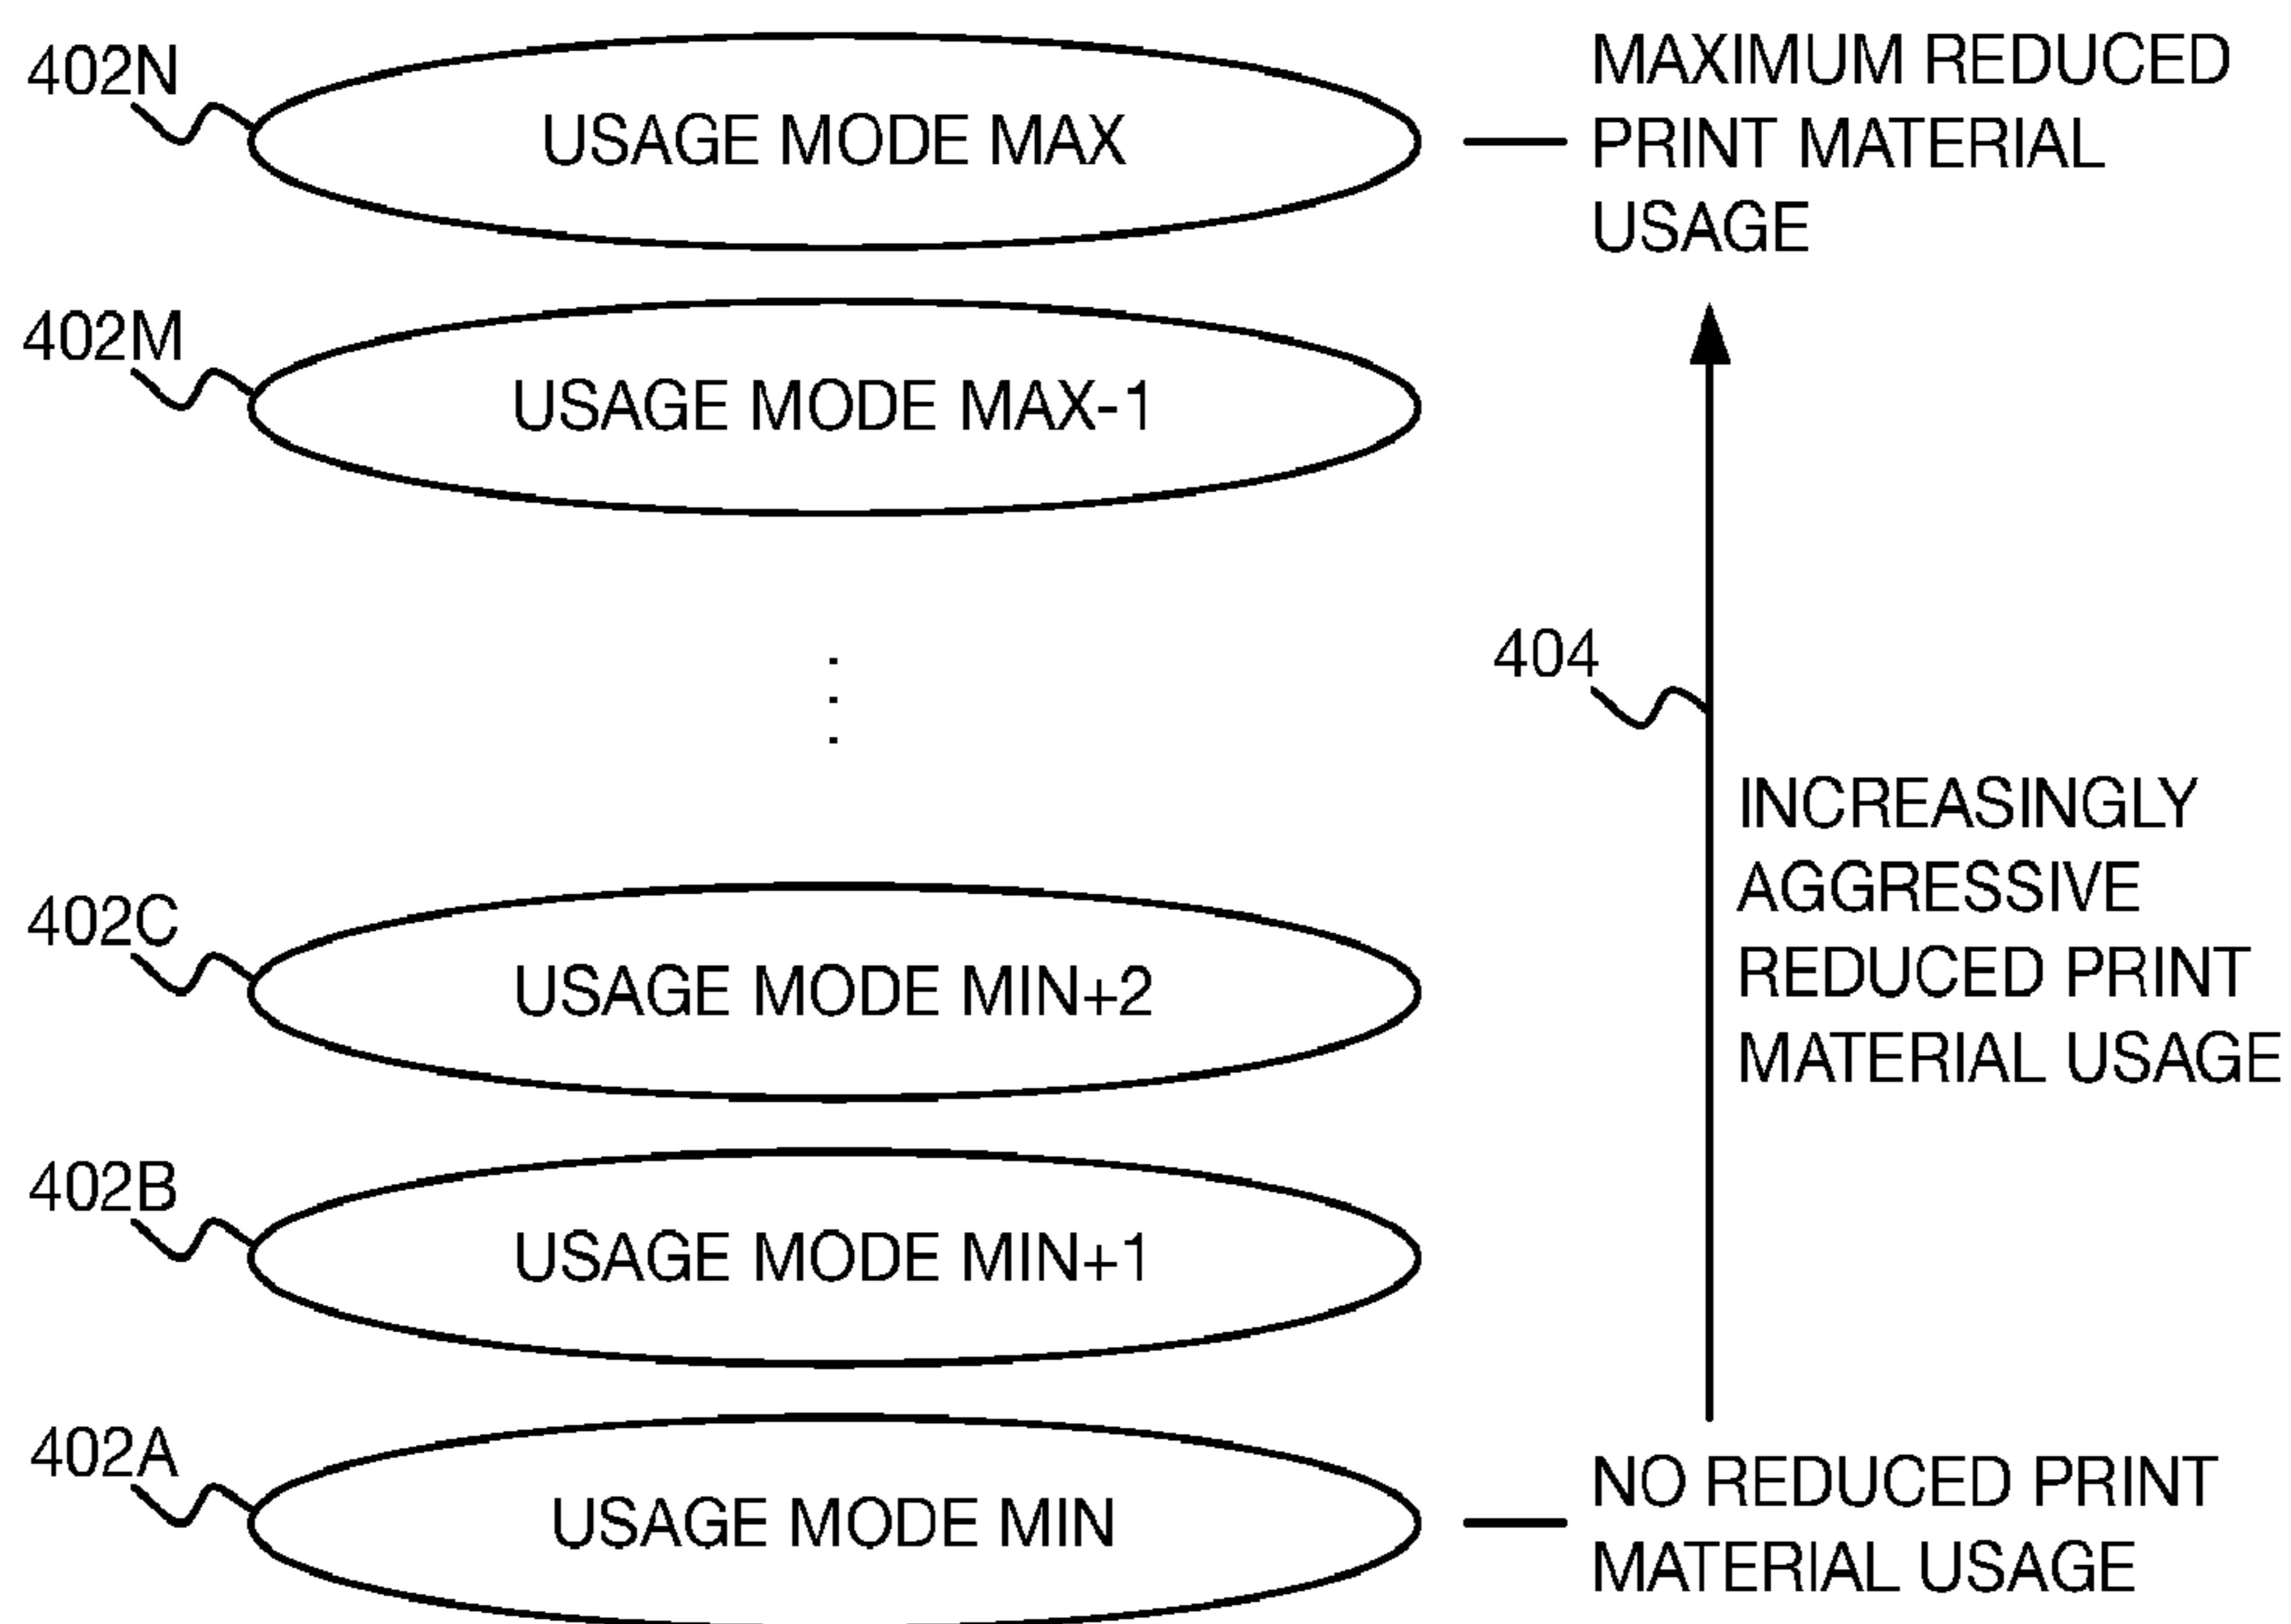 402N
USAGE MODE MAX
MAXIMUM REDUCED
PRINT MATERIAL
USAGE
402M
USAGE MODE MAX-1
404
INCREASINGLY
AGGRESSIVE
REDUCED PRINT
MATERIAL USAGE
402C
USAGE MODE MIN+2
402B
USAGE MODE MIN+1
402A
USAGE MODE MIN
NO REDUCED PRINT
MATERIAL USAGE